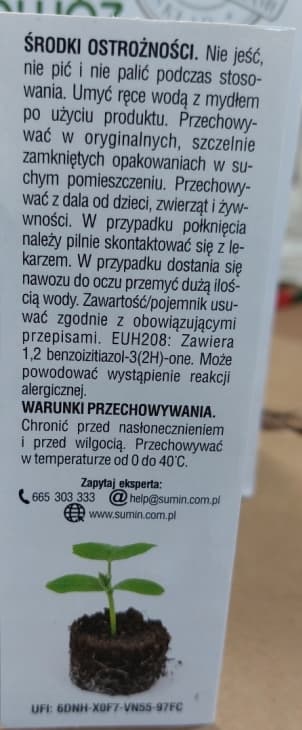 ŚRODKI OSTROŻNOŚCI. Nie jeść,
nie pić i nie palić podczas stoso-
wania. Umyć ręce wodą z mydłem
po użyciu produktu. Przechowy-
wać w oryginalnych, szczelnie
zamkniętych opakowaniach w su-
chym pomieszczeniu. Przechowy-
wać z dala od dzieci, zwierząt i żyw-
wności. W przypadku połknięcia
należy pilnie skontaktować się z le-
karzem. W przypadku dostania się
nawozu do oczu przemyć dużą iloś-
cią wody. Zawartość/pojemnik usu-
wać zgodnie z obowiązującymi
przepisami. EUH208: Zawiera
1,2 benzoizitiazol-3(2H)-one. Może
powodować wystąpienie reakcji
alergicznej.
WARUNKI PRZECHOWYWANIA.
Chronić przed nasłonecznieniem
i przed wilgocią. Przechowywać
w temperaturze od 0 do 40°C.
Zapytaj eksperta:
665 303 333 @help@sumin.com.pl
www.sumin.com.pl
UFI: 6DNH-X0F7-VN55-97FC